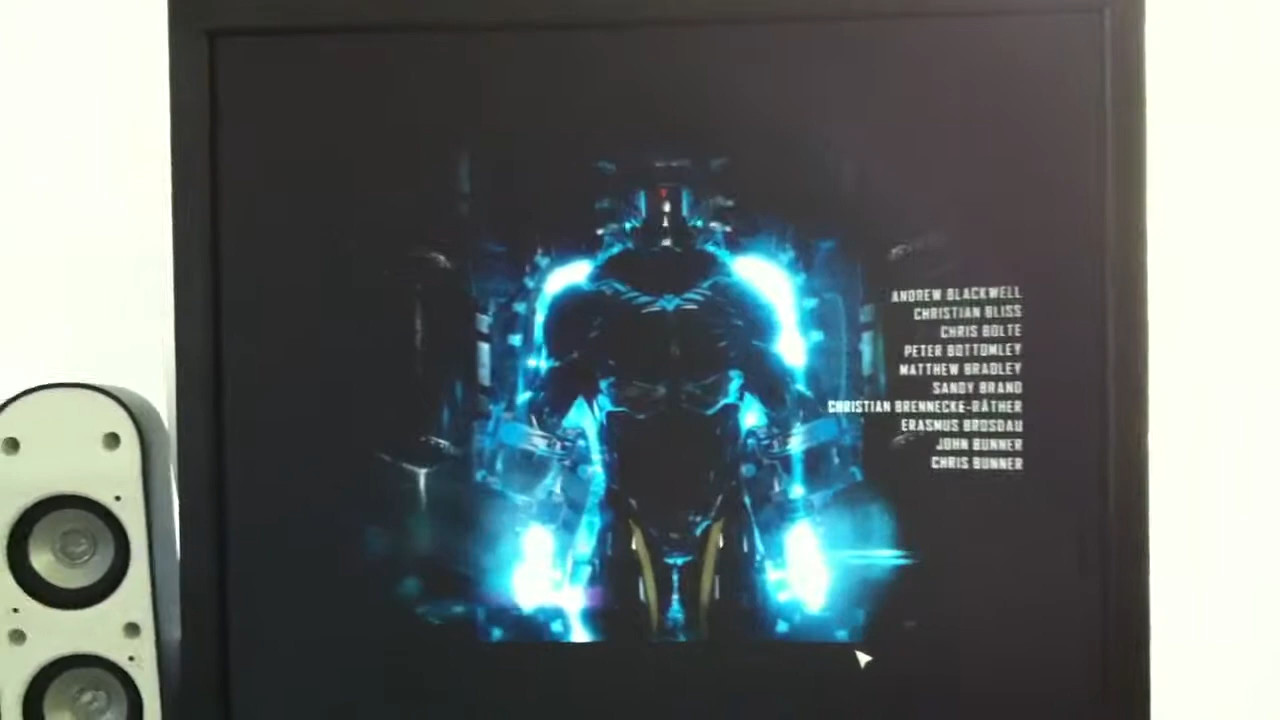 ANDREW BLACKWELL
CHRISTIAN BLISS
CHRIS BOLTE
PETER BOTTOMLEY
MATTHEW BRADLEY
SANDY BRAND
CHRISTIAN BRENNECKE-RÄTHER
ERASMUS BROSDAU
JOHN BUNNER
CHRIS BUNNER